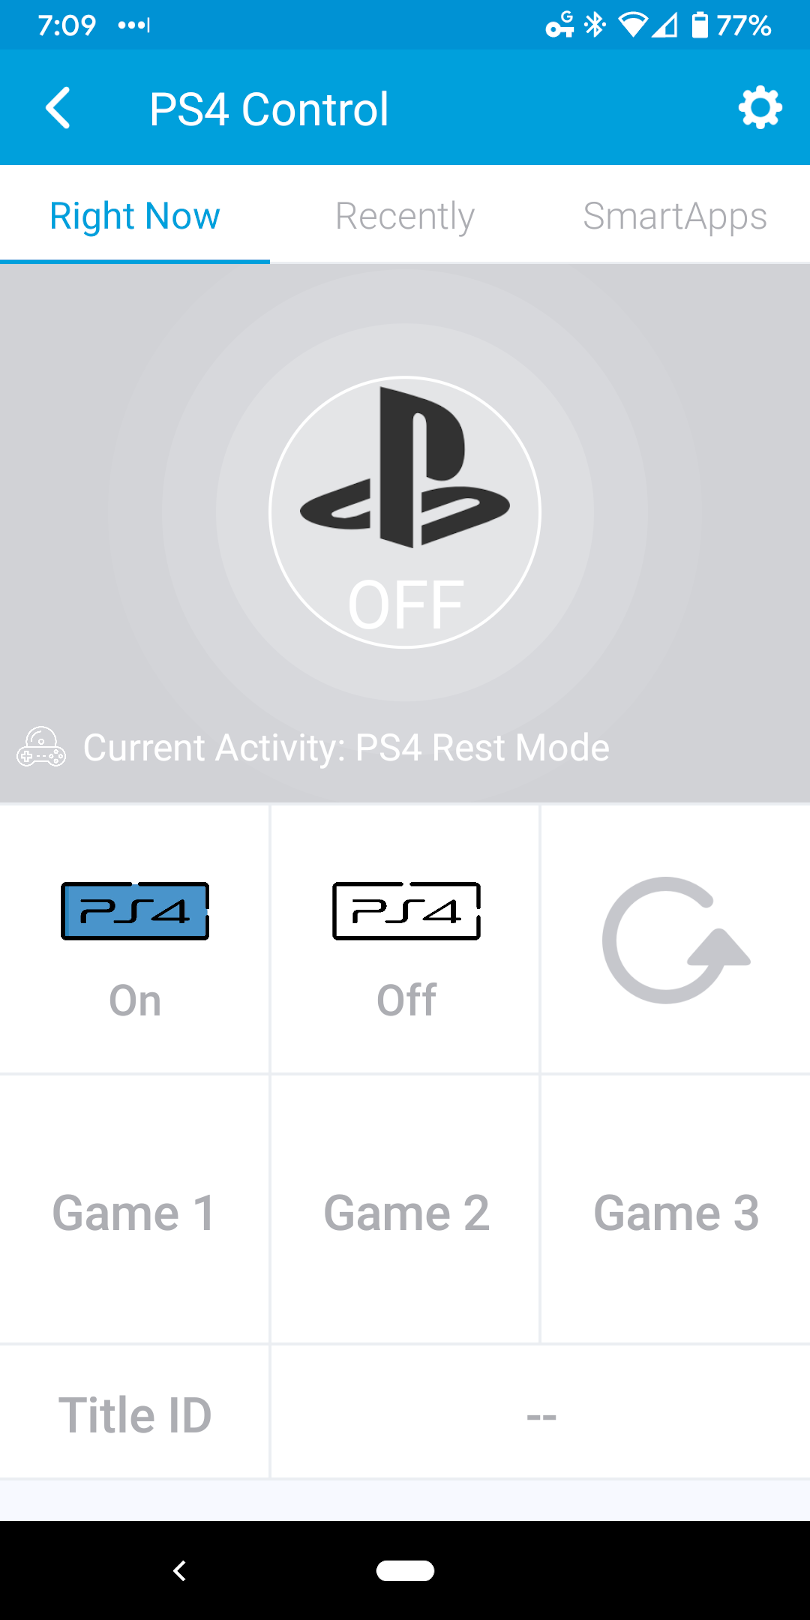 7:09
G
77%
PS4 Control
Right Now
Recently
SmartApps
OFF
Current Activity: PS4 Rest Mode
PS4
PS4
On
Off
Game 1
Game 2
Game 3
Title ID
--